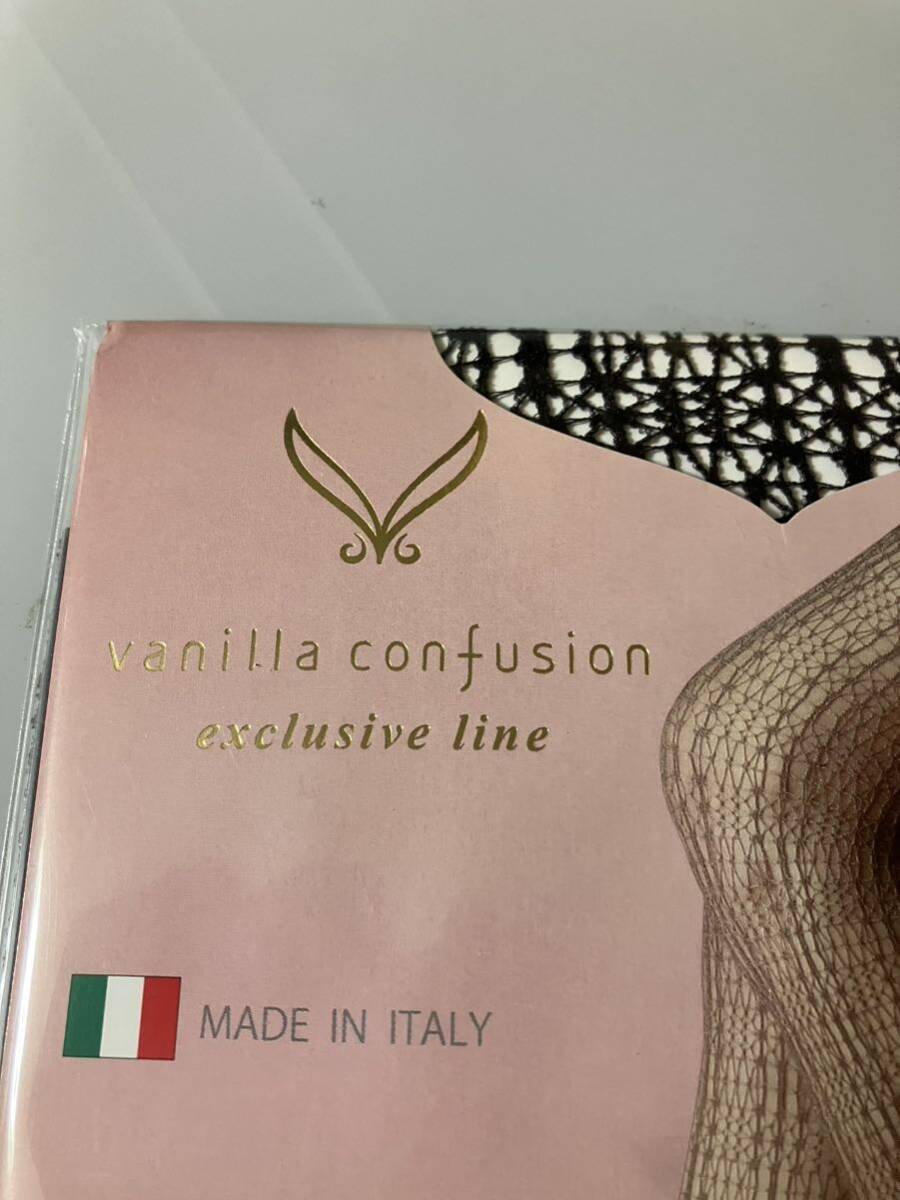 vanilla confusion
exclusive line
MADE IN ITALY